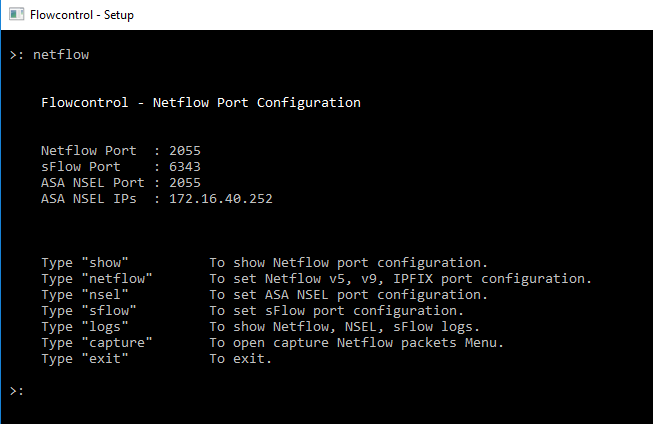 Flowcontrol - Setup
>: netflow
Flowcontrol - Netflow Port Configuration
Netflow Port  : 2055
sFlow Port    : 6343
ASA NSEL Port : 2055
ASA NSEL IPs  : 172.16.40.252
Type "show"          To show Netflow port configuration.
Type "netflow"       To set Netflow v5, v9, IPFIX port configuration.
Type "nsel"          To set ASA NSEL port configuration.
Type "sflow"         To set sFlow port configuration.
Type "logs"          To show Netflow, NSEL, sFlow logs.
Type "capture"       To open capture Netflow packets Menu.
Type "exit"          To exit.
>: